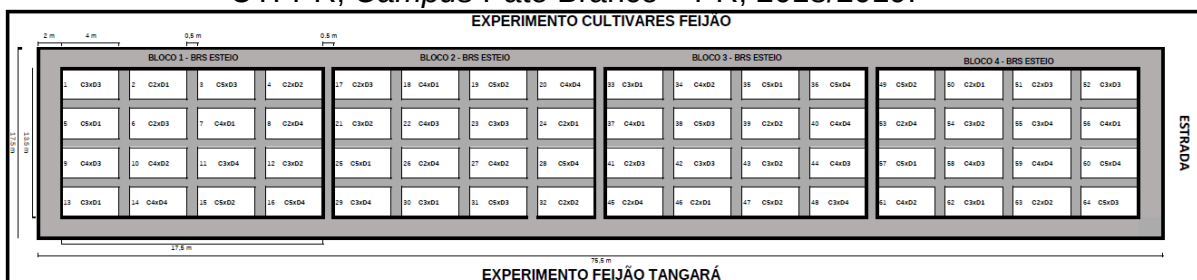 UTFPR, Câmpus Pato Branco – PR, 2018/2019.
EXPERIMENTO CULTIVARES FEIJÃO
2 m 4 m 0,5 m 0.5 m
BLOCO 1 - BRS ESTEIO BLOCO 2 - BRS ESTEIO BLOCO 3 - BRS ESTEIO BLOCO 4 - BRS ESTEIO
1 C3xD3 2 C2xD1 3 C5xD3 4 C2xD2 17 C2xD3 18 C4xD1 19 C5xD2 20 C4xD4 33 C3xD1 34 C4xD2 35 C5xD1 36 C5xD4 49 C5xD2 50 C2xD1 51 C2xD3 52 C3xD3
5 C5xD1 6 C2xD3 7 C4xD1 8 C2xD4 21 C3xD2 22 C4xD3 23 C3xD3 24 C2xD1 37 C4xD1 38 C5xD3 39 C2xD2 40 C4xD4 53 C2xD4 54 C3xD2 55 C3xD4 56 C4xD1
9 C4xD3 10 C4xD2 11 C3xD4 12 C3xD2 25 C5xD1 26 C2xD4 27 C4xD2 28 C5xD4 41 C2xD3 42 C3xD3 43 C3xD2 44 C4xD3 57 C5xD1 58 C4xD3 59 C4xD4 60 C5xD4
13 C3xD1 14 C4xD4 15 C5xD2 16 C5xD4 29 C3xD4 30 C3xD1 31 C5xD3 32 C2xD2 45 C2xD4 46 C2xD1 47 C5xD2 48 C3xD4 61 C4xD2 62 C3xD1 63 C2xD2 64 C5xD3
17,5 m
13,5 m
ESTRADA
17,5 m
75,5 m
EXPERIMENTO FEIJÃO TANGARÁ